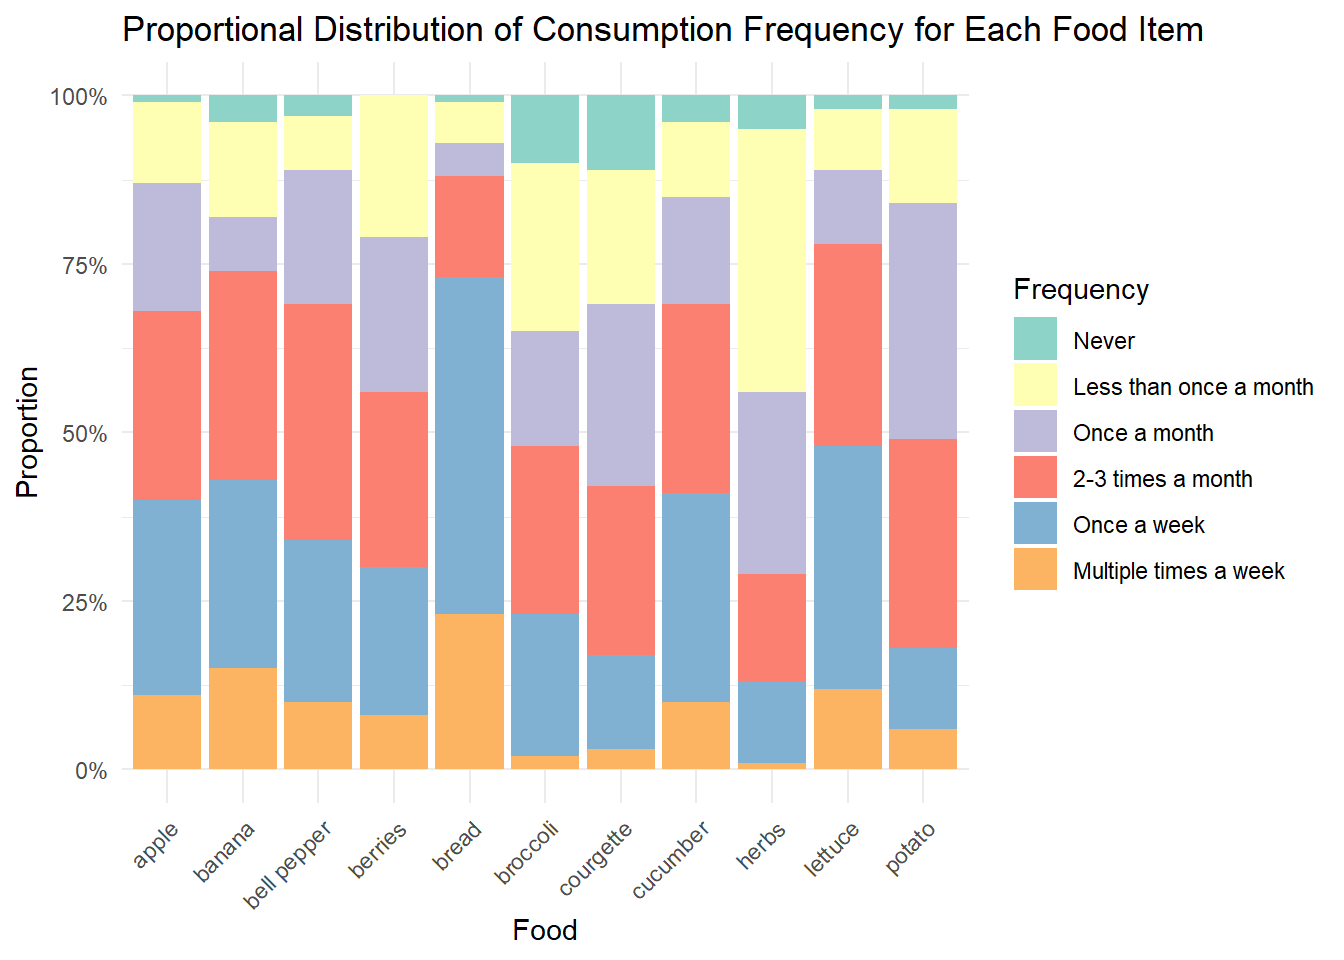 Proportional Distribution of Consumption Frequency for Each Food Item
100%
75%
50%
25%
0%
Proportion
apple
banana
bell pepper
berries
bread
broccoli
courgette
cucumber
herbs
lettuce
potato
Food
Frequency
Never
Less than once a month
Once a month
2-3 times a month
Once a week
Multiple times a week